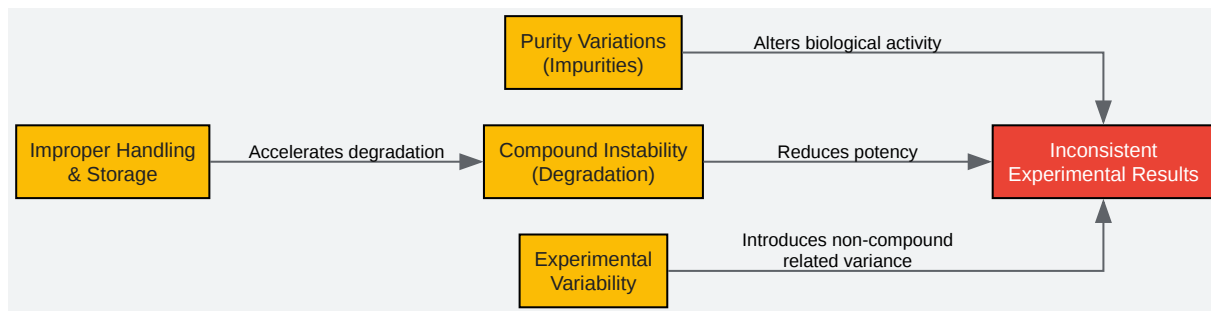 Purity Variations
(Impurities)
Alters biological activity
Improper Handling
& Storage
Accelerates degradation
Compound Instability
(Degradation)
Reduces potency
Inconsistent
Experimental Results
Experimental
Variability
Introduces non-compound
related variance